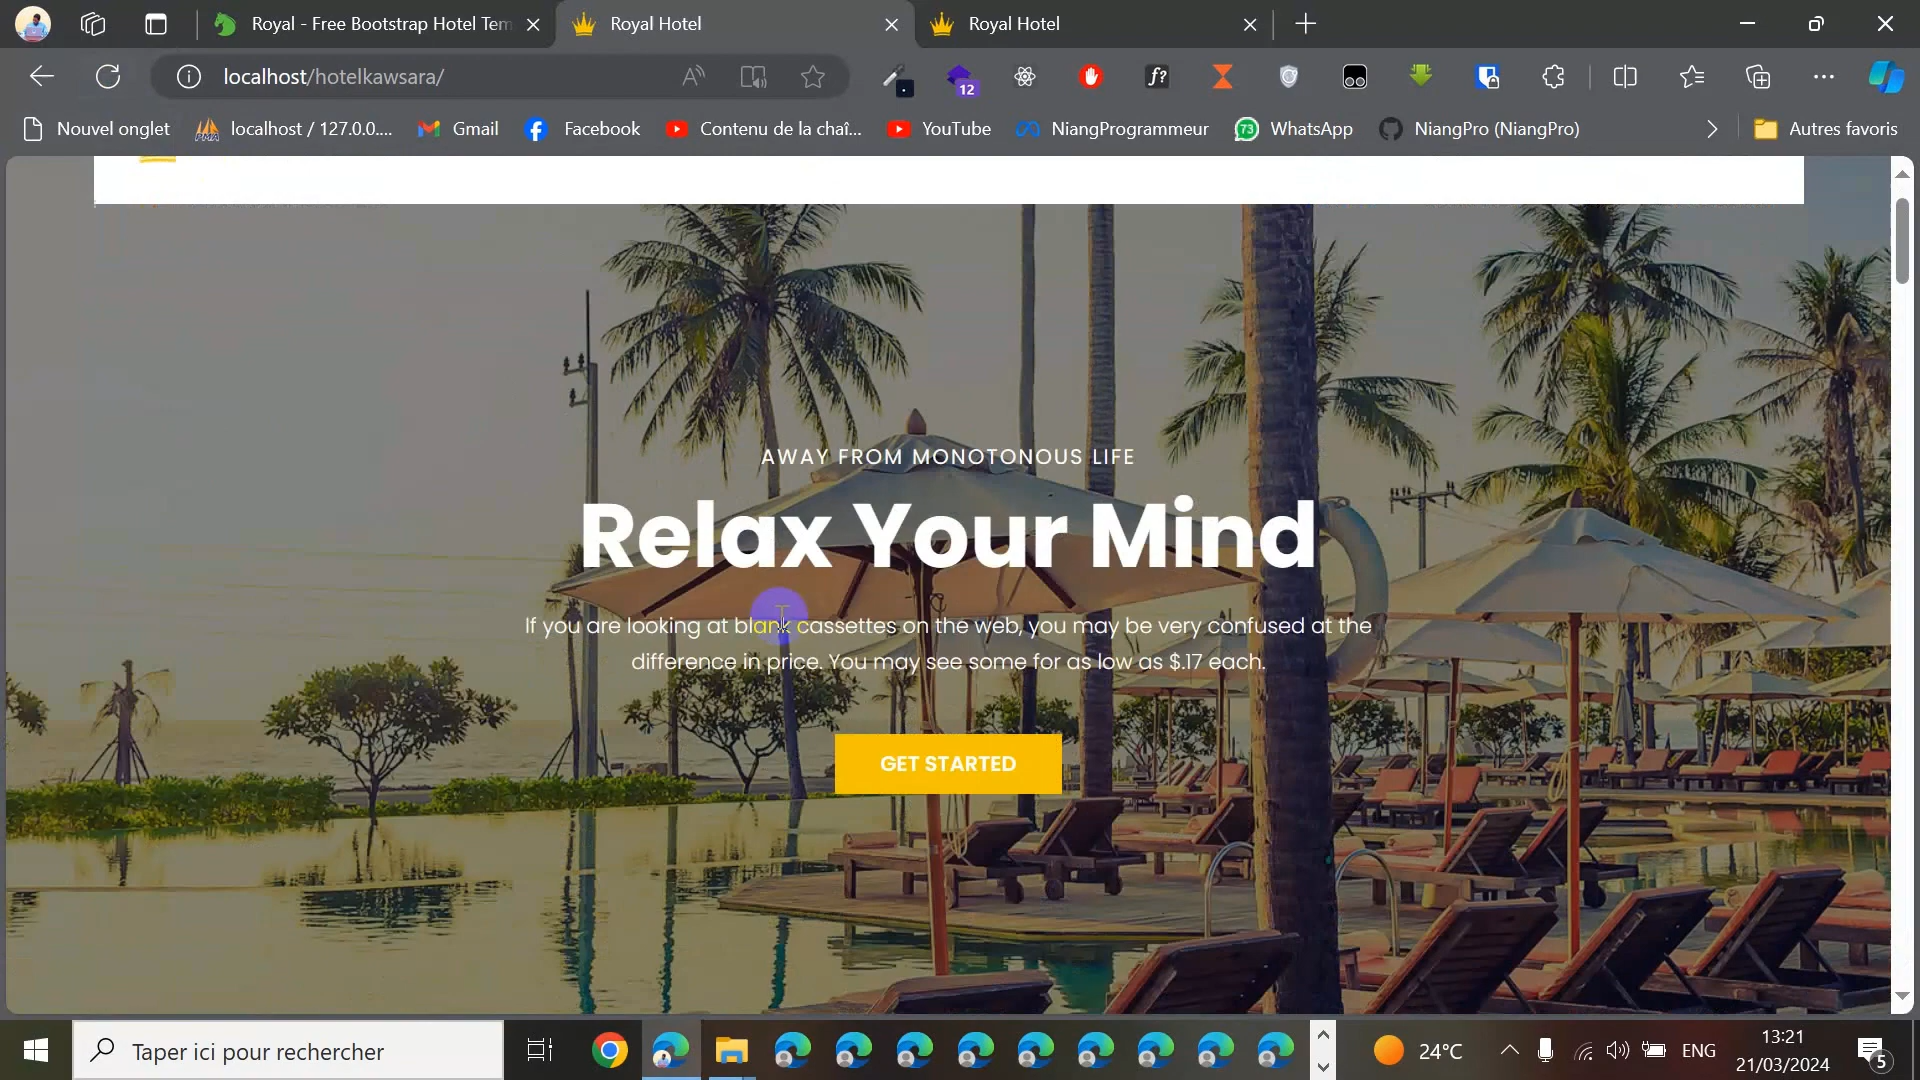 Royal - Free Bootstrap Hotel Tem
Royal Hotel
Royal Hotel
localhost/hotelkawsara/
12
f?
Nouvel onglet
localhost / 127.0.0....
Gmail
Facebook
Contenu de la chaî...
YouTube
NiangProgrammeur
73
WhatsApp
NiangPro (NiangPro)
Autres favoris
AWAY FROM MONOTONOUS LIFE
Relax Your Mind
If you are looking at blank cassettes on the web, you may be very confused at the
difference in price. You may see some for as low as $.17 each.
GET STARTED
Taper ici pour rechercher
24°C
ENG
13:21
21/03/2024
5